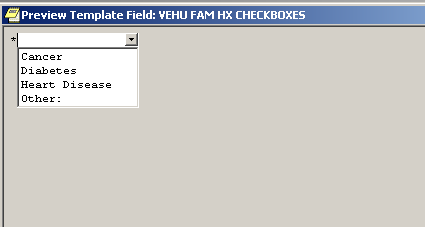 Preview Template Field: VEHU FAM HX CHECKBOXES
*
Cancer
Diabetes
Heart Disease
Other: